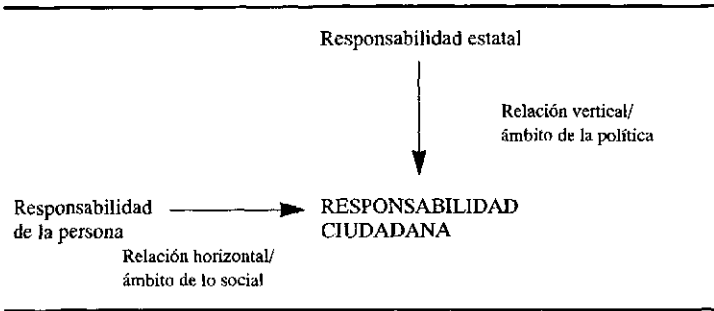 Responsabilidad estatal
Relación vertical/
ámbito de la política
Responsabilidad
de la persona
RESPONSABILIDAD
CIUDADANA
Relación horizontal/
ámbito de lo social